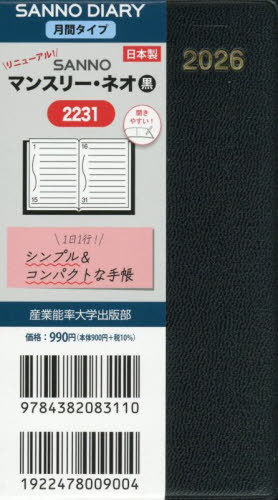 SANNO DIARY
月間タイプ
リニューアル!
日本製
SANNO
マンスリー・ネオ黒
2231
開き
やすい!
1
16
15
31
1日1行!
シンプル&
コンパクトな手帳
産業能率大学出版部
価格:990円(本体900円+税10%)
9784382083110
1922478009004
2026